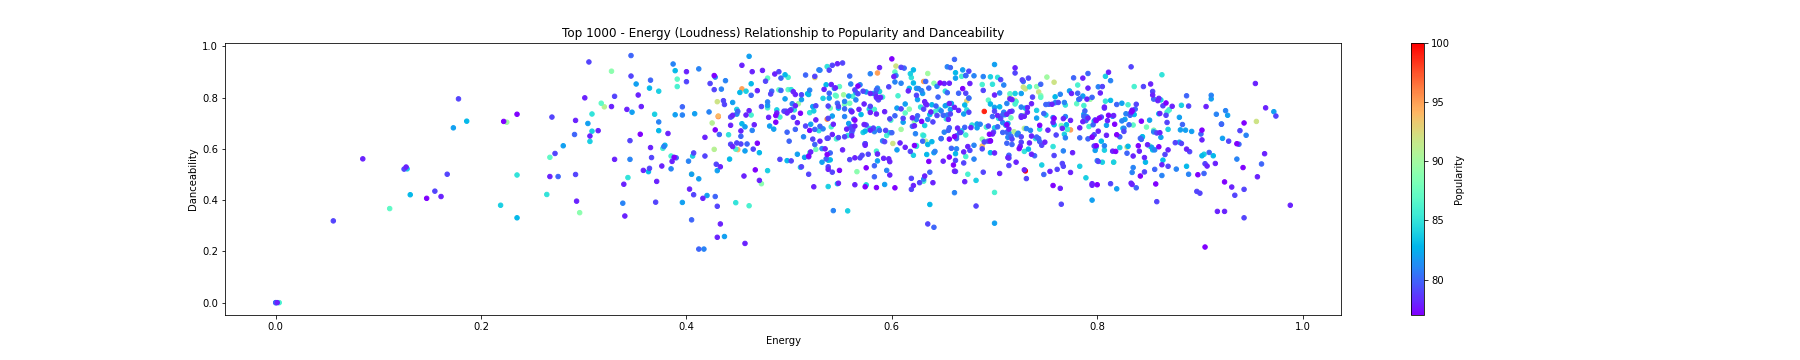 Top 1000 - Energy (Loudness) Relationship to Popularity and Danceability
1.0
0.8
0.6
0.4
0.2
0.0
Danceability
0.0 0.2 0.4 0.6 0.8 1.0
Energy
100
95
90
85
80
Popularity